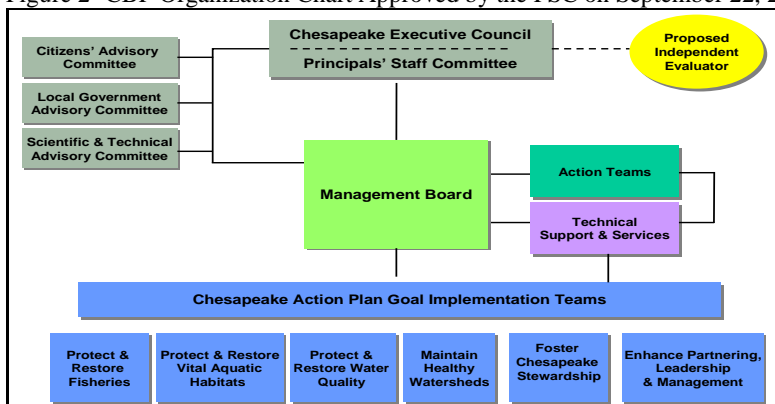 Figure 2 CBP Organization Chart Approved by the PSC on September 22, 2
Chesapeake Executive Council
Principals' Staff Committee
Proposed
Independent
Evaluator
Citizens' Advisory
Committee
Local Government
Advisory Committee
Scientific & Technical
Advisory Committee
Management Board
Action Teams
Technical
Support & Services
Chesapeake Action Plan Goal Implementation Teams
Protect &
Restore
Fisheries
Protect & Restore
Vital Aquatic
Habitats
Protect &
Restore Water
Quality
Maintain
Healthy
Watersheds
Foster
Chesapeake
Stewardship
Enhance Partnering,
Leadership
& Management